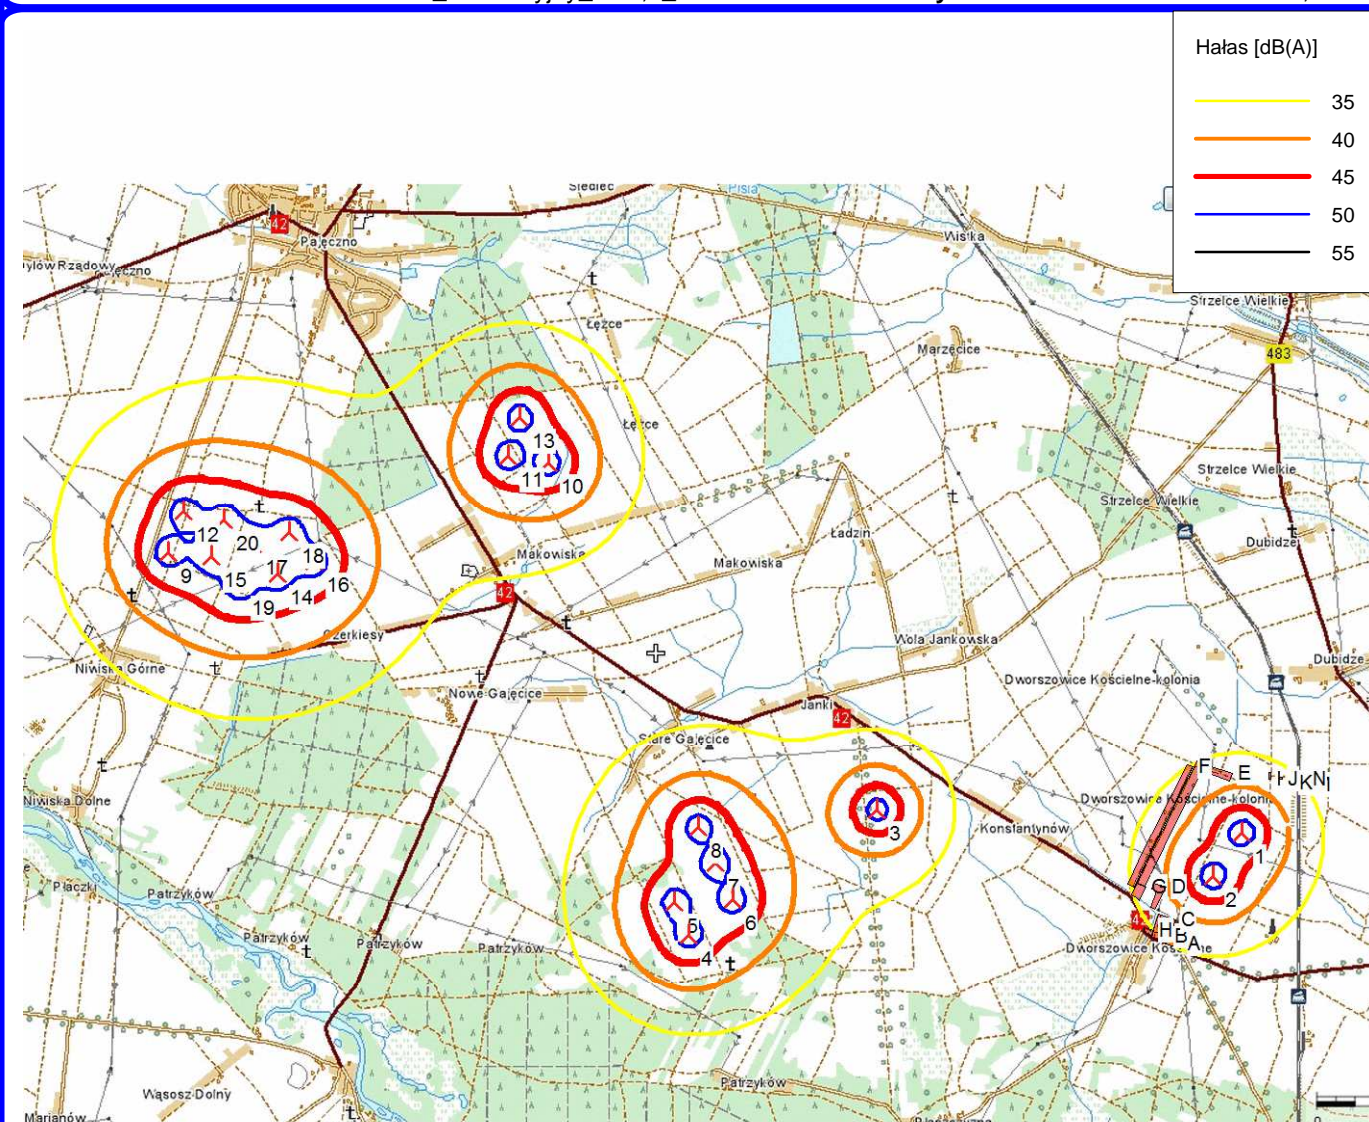 Hałas [dB(A)]
35
40
45
50
55
Siedlec
Pisia
42
Pajęczno
Wistka
Strzelce Wielkie
Łężce
Marzęcice
483
Łężce
13
11
10
Strzelce Wielkie
Strzelce Wielkie
12
20
18
Ładzin
Dubidze
Makowiska
Makowiska
9
15
17
16
14
19
42
Czerkiesy
Wola Jankowska
Niwiska Górne
Dubidze
Nowe Gajęcice
Dworszowice Kościelne-kolonia
Janki
42
Stare Gajęcice
F
E
J
K
N
Niwiska Dolne
Dworszowice Kościelne-kolonia
Konstantynów
3
8
1
7
G
D
2
Płaczki
Patrzyków
6
5
C
H
B
A
Patrzyków
Patrzyków
Patrzyków
4
Dworszowice Kościelne
Patrzyków
Wąsosz Dolny
Marianów
0